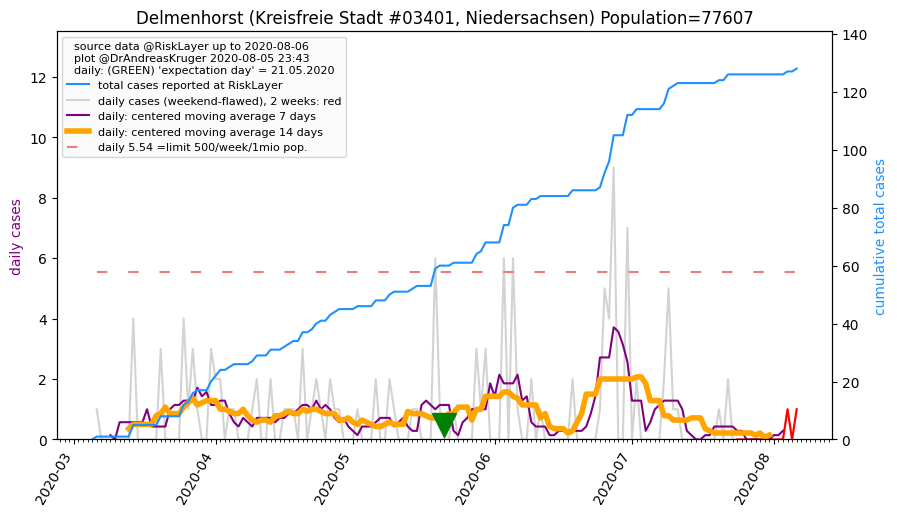 Delmenhorst (Kreisfreie Stadt #03401, Niedersachsen) Population=77607
source data @RiskLayer up to 2020-08-06
plot @DrAndreasKruger 2020-08-05 23:43
daily: (GREEN) 'expectation day' = 21.05.2020
total cases reported at RiskLayer
daily cases (weekend-flawed), 2 weeks: red
daily: centered moving average 7 days
daily: centered moving average 14 days
daily 5.54 =limit 500/week/1mio pop.
daily cases
12
10
8
6
4
2
0
cumulative total cases
140
120
100
80
60
40
20
0
2020-03
2020-04
2020-05
2020-06
2020-07
2020-08